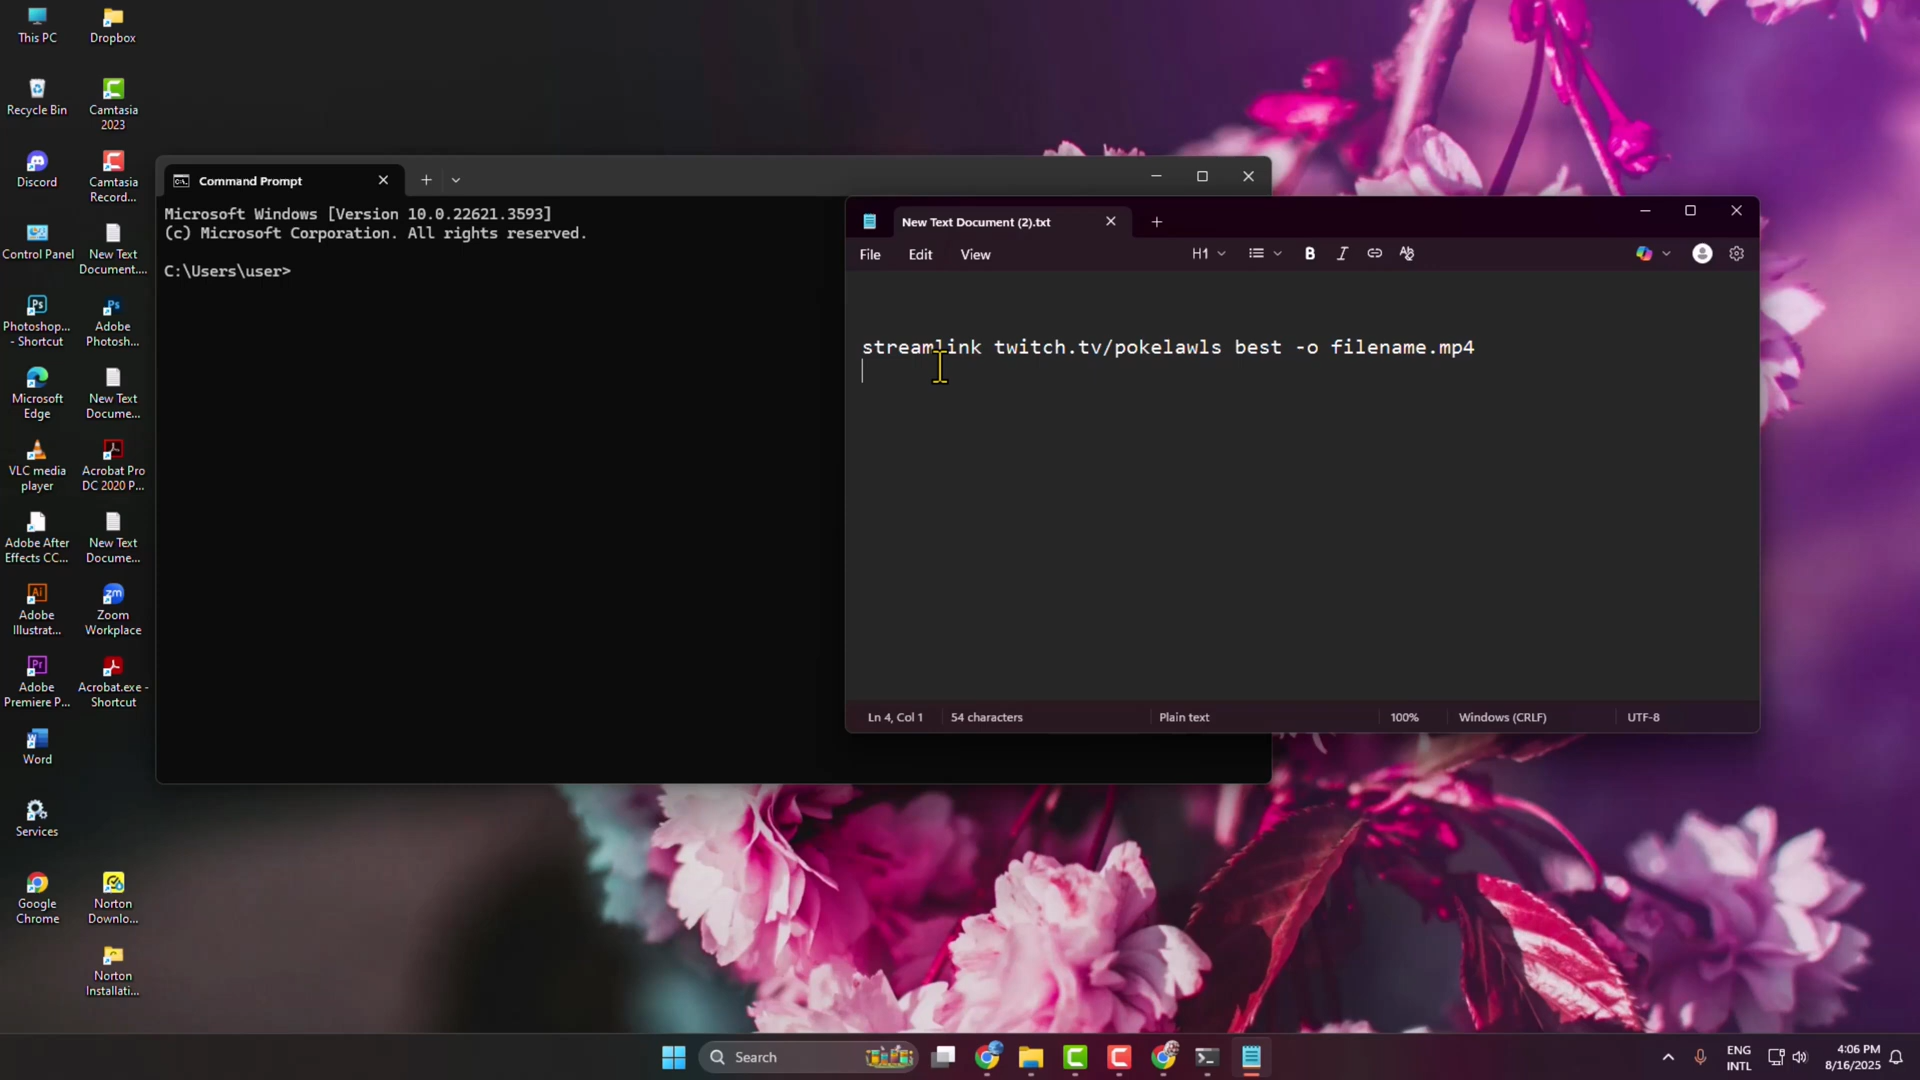 This PC
Dropbox
Recycle Bin
Camtasia
2023
Discord
Camtasia
Record...
Control Panel
New Text
Document....
Photoshop...
- Shortcut
Adobe
Photosh...
Microsoft
Edge
New Text
Docume...
VLC media
player
Acrobat Pro
DC 2020 P...
Adobe After
Effects CC...
New Text
Docume...
Adobe
Illustrat...
Zoom
Workplace
Adobe
Premiere P...
Acrobat.exe -
Shortcut
Word
Services
Google
Chrome
Norton
Downlo...
Norton
Installati...
Command Prompt
Microsoft Windows [Version 10.0.22621.3593]
(c) Microsoft Corporation. All rights reserved.
C:\Users\user>
New Text Document (2).txt
File Edit View H1 B I
streamlink twitch.tv/pokelawls best -o filename.mp4
Ln 4, Col 1 54 characters Plain text 100% Windows (CRLF) UTF-8
Search
ENG
INTL
4:06 PM
8/16/2025